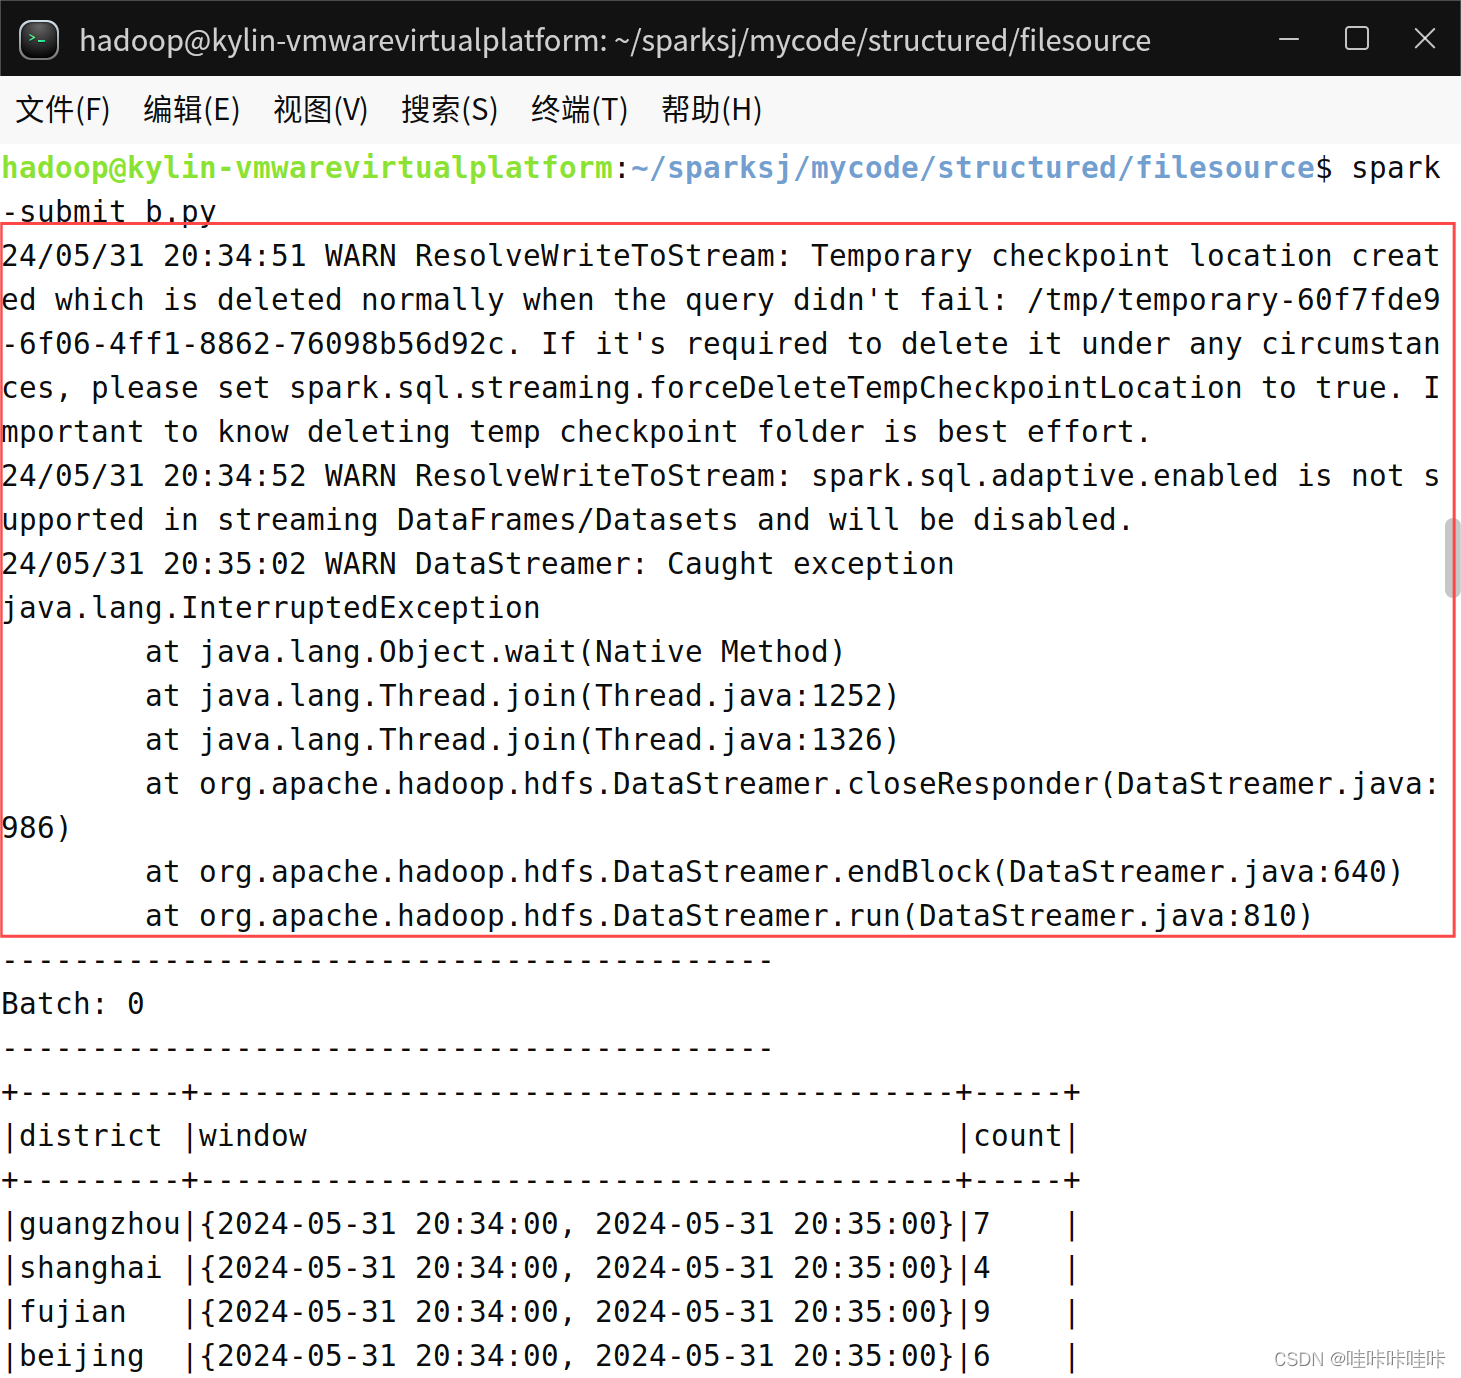 hadoop@kylin-vmwarevirtualplatform: ~/sparksj/mycode/structured/filesource
文件(F) 编辑(E) 视图(V) 搜索(S) 终端(T) 帮助(H)
hadoop@kylin-vmwarevirtualplatform:~/sparksj/mycode/structured/filesource$ spark
-submit b.py
24/05/31 20:34:51 WARN ResolveWriteToStream: Temporary checkpoint location creat
ed which is deleted normally when the query didn't fail: /tmp/temporary-60f7fde9
-6f06-4ff1-8862-76098b56d92c. If it's required to delete it under any circumstan
ces, please set spark.sql.streaming.forceDeleteTempCheckpointLocation to true. I
mportant to know deleting temp checkpoint folder is best effort.
24/05/31 20:34:52 WARN ResolveWriteToStream: spark.sql.adaptive.enabled is not s
upported in streaming DataFrames/Datasets and will be disabled.
24/05/31 20:35:02 WARN DataStreamer: Caught exception
java.lang.InterruptedException
        at java.lang.Object.wait(Native Method)
        at java.lang.Thread.join(Thread.java:1252)
        at java.lang.Thread.join(Thread.java:1326)
        at org.apache.hadoop.hdfs.DataStreamer.closeResponder(DataStreamer.java:
986)
        at org.apache.hadoop.hdfs.DataStreamer.endBlock(DataStreamer.java:640)
        at org.apache.hadoop.hdfs.DataStreamer.run(DataStreamer.java:810)
-------------------------------------------
Batch: 0
-------------------------------------------
+---------+------------------------------------------+-----+
|district |window                                    |count|
+---------+------------------------------------------+-----+
|guangzhou|{2024-05-31 20:34:00, 2024-05-31 20:35:00}|7    |
|shanghai |{2024-05-31 20:34:00, 2024-05-31 20:35:00}|4    |
|fujian   |{2024-05-31 20:34:00, 2024-05-31 20:35:00}|9    |
|beijing  |{2024-05-31 20:34:00, 2024-05-31 20:35:00}|6    |
CSDN @哇咔咔哇咔